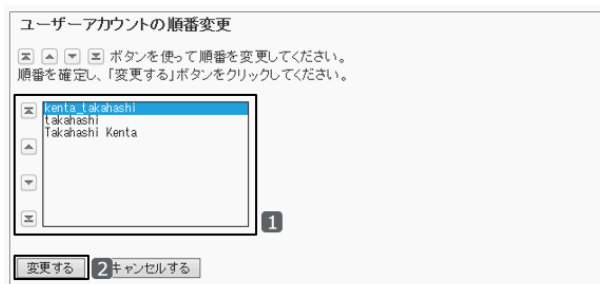 ユーザーアカウントの順番変更
ボタンを使って順番を変更してください。
順番を確定し、「変更する」ボタンをクリックしてください。
kenta_takahashi
takahashi
Takahashi Kenta
1
変更する 2 キャンセルする